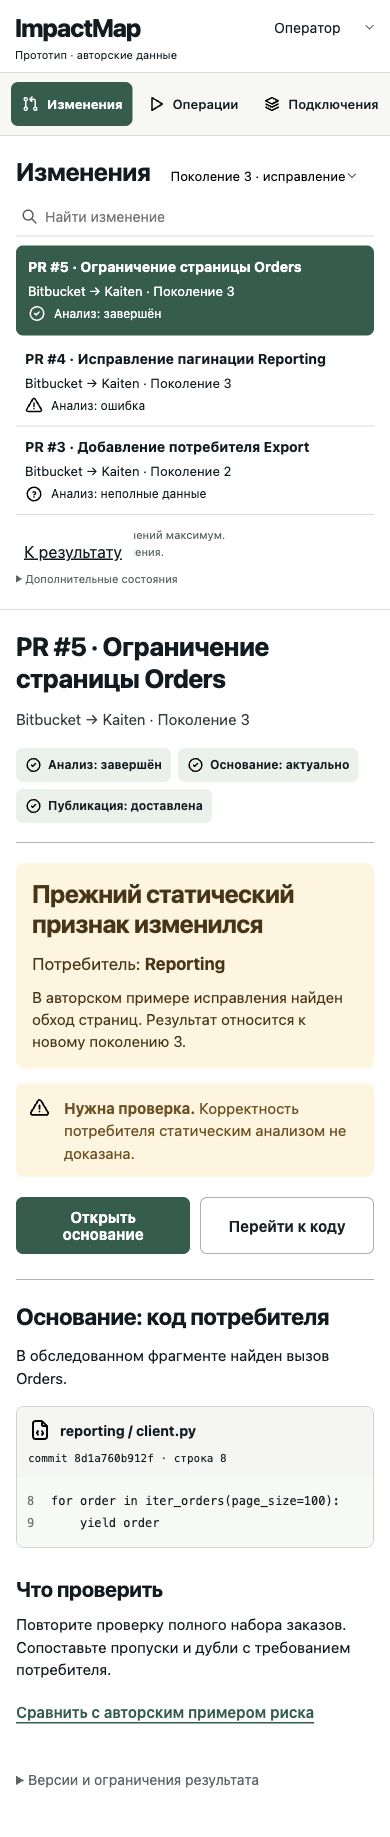 ImpactMap
Оператор
Прототип · авторские данные
Изменения
Операции
Подключения
Изменения
Поколение 3 · исправление
Найти изменение
PR #5 · Ограничение страницы Orders
Bitbucket → Kaiten · Поколение 3
Анализ: завершён
PR #4 · Исправление пагинации Reporting
Bitbucket → Kaiten · Поколение 3
Анализ: ошибка
PR #3 · Добавление потребителя Export
Bitbucket → Kaiten · Поколение 2
Анализ: неполные данные
максимум.
К результату
Дополнительные состояния
PR #5 · Ограничение
страницы Orders
Bitbucket → Kaiten · Поколение 3
Анализ: завершён
Основание: актуально
Публикация: доставлена
Прежний статический
признак изменился
Потребитель: Reporting
В авторском примере исправления найден
обход страниц. Результат относится к
новому поколению 3.
Нужна проверка. Корректность
потребителя статическим анализом не
доказана.
Открыть
основание
Перейти к коду
Основание: код потребителя
В обследованном фрагменте найден вызов
Orders.
reporting / client.py
commit 8d1a760b912f · строка 8
8 for order in iter_orders(page_size=100):
9 yield order
Что проверить
Повторите проверку полного набора заказов.
Сопоставьте пропуски и дубли с требованием
потребителя.
Сравнить с авторским примером риска
Версии и ограничения результата